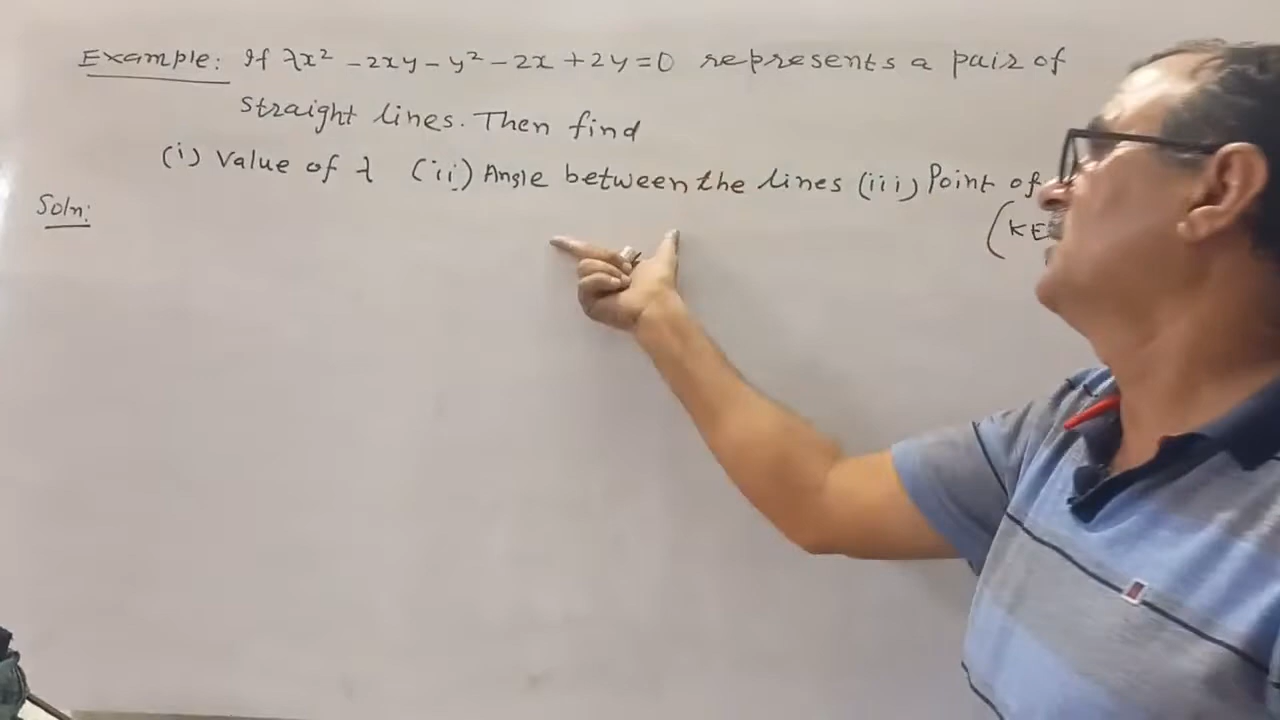 Example: If λx² - 2xy - y² - 2x + 2y = 0 represents a pair of
straight lines. Then find
(i) Value of λ (ii) Angle between the lines (iii) Point of
(KE
Soln: